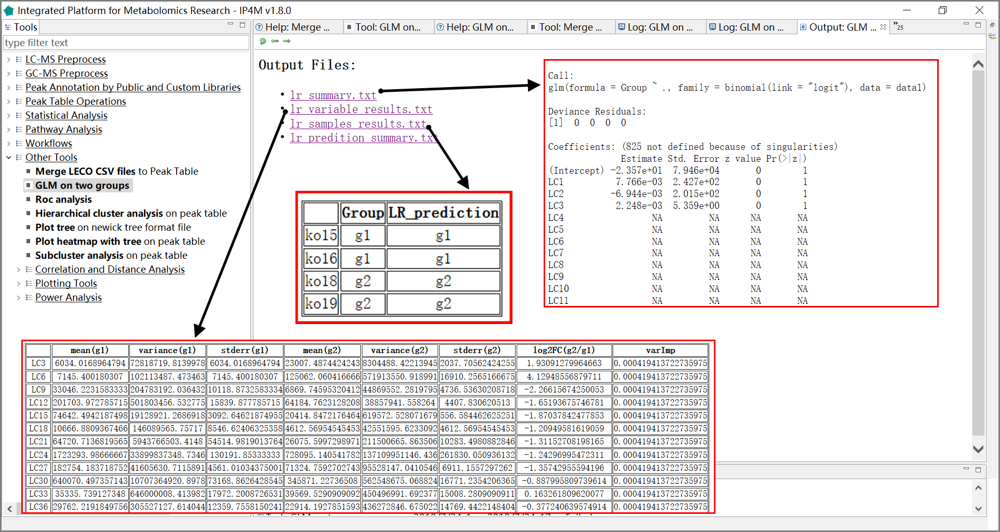 Integrated Platform for Metabolomics Research - IP4M v1.8.0
Tools
type filter text
LC-MS Preprocess
GC-MS Preprocess
Peak Annotation by Public and Custom Libraries
Peak Table Operations
Statistical Analysis
Pathway Analysis
Workflows
Other Tools
Merge LECO CSV files to Peak Table
GLM on two groups
Roc analysis
Hierarchical cluster analysis on peak table
Plot tree on newick tree format file
Plot heatmap with tree on peak table
Subcluster analysis on peak table
Correlation and Distance Analysis
Plotting Tools
Power Analysis
Help: Merge ... Tool: GLM on... Help: GLM on... Tool: Merge ... Log: GLM on ... Log: GLM on ... Output: GLM ... »25
Output Files:
lr_summary.txt
lr_variable_results.txt
lr_samples_results.txt
lr_predition_summary.txt
Call:
glm(formula = Group ~ ., family = binomial(link = "logit"), data = data1)
Deviance Residuals:
[1] 0 0 0 0
Coefficients: (825 not defined because of singularities)
Estimate Std. Error z value Pr(>|z|)
(Intercept) -2.357e+01 7.946e+04 0 1
LC1 7.766e-03 2.427e+02 0 1
LC2 -6.944e-03 2.015e+02 0 1
LC3 2.248e-03 5.359e+00 0 1
LC4 NA NA NA NA
LC5 NA NA NA NA
LC6 NA NA NA NA
LC7 NA NA NA NA
LC8 NA NA NA NA
LC9 NA NA NA NA
LC10 NA NA NA NA
LC11 NA NA NA NA
Group LR_prediction
ko15 g1 g1
ko16 g1 g1
ko18 g2 g2
ko19 g2 g2
mean(g1) variance(g1) stderr(g1) mean(g2) variance(g2) stderr(g2) log2FC(g2/g1) varImp
LC3 6034.0168964794 72818719.8139978 6034.0168964794 23007.4874424243 8304488.42213945 2037.70562424255 1.93091279964663 0.000419413722735975
LC6 7145.400180307 102113487.473463 7145.400180307 125062.060416666 571913550.918991 16910.2565166675 4.12948556879711 0.000419413722735975
LC9 33046.2231583333 204783192.036432 10118.8732583334 6869.74595320412 44869552.2819795 4736.53630208718 -2.26615674250053 0.000419413722735975
LC12 201703.972785715 501803456.532775 15839.877785715 64184.7623128208 38857941.558264 4407.830620513 -1.65193675746781 0.000419413722735975
LC15 74642.4942187498 19128921.2686918 3092.64621874955 20414.8472176464 619572.528071679 556.584462625251 -1.87037842477853 0.000419413722735975
LC18 10666.8809367466 146089565.75717 8546.62406325358 4612.56954545453 42551595.6233092 4612.56954545453 -1.20949581619059 0.000419413722735975
LC21 64720.7136819565 5943766503.4148 54514.9819013764 26075.5997298971 211500665.863506 10283.4980882846 -1.31152708198165 0.000419413722735975
LC24 1723293.98666667 33899837348.7346 130191.85333333 728095.140541782 137109951146.436 261830.050936132 -1.24296995472311 0.000419413722735975
LC27 182754.183718752 41605630.7115891 4561.01034375001 71324.7592702743 95528147.0410546 6911.1557297262 -1.35742955594196 0.000419413722735975
LC30 640070.497357143 10707364920.8978 73168.8626428545 345871.22736508 562548675.068824 16771.2354206365 -0.887995809739614 0.000419413722735975
LC33 35335.739127348 646000008.413982 17972.2008726531 39569.5290909092 450496991.692377 15008.2809090911 0.163261809620077 0.000419413722735975
LC36 29762.2191849756 305527127.614044 12359.7558150241 22914.1927851593 436272846.675022 14769.4422148404 -0.377240639574914 0.000419413722735975